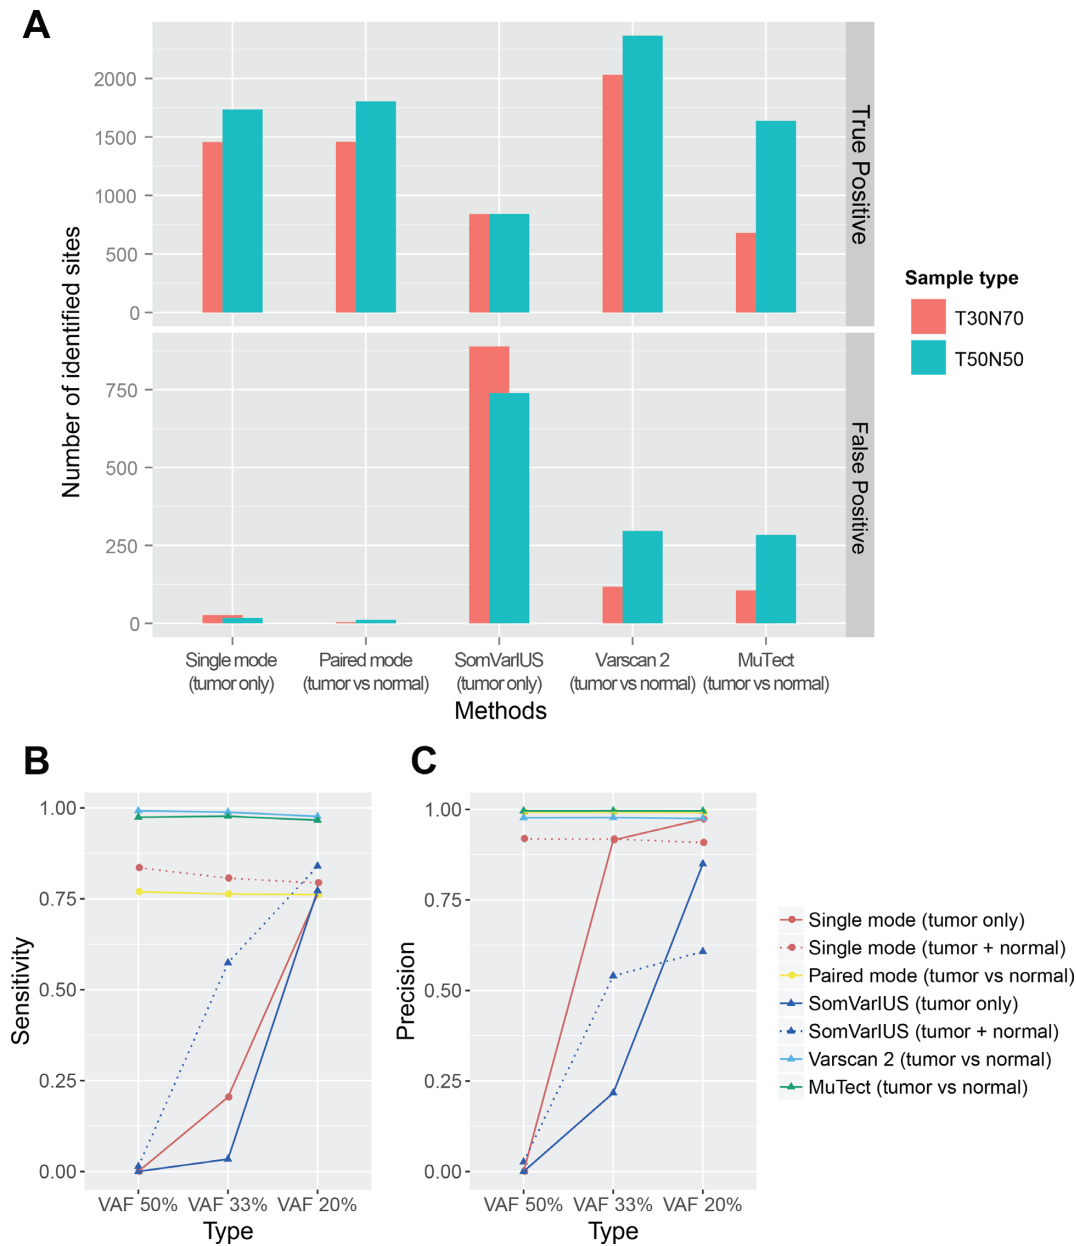 A
Number of identified sites
2000
1500
1000
500
0
True Positive
750
500
250
0
False Positive
Single mode
(tumor only)
Paired mode
(tumor vs normal)
SomVarIUS
(tumor only)
Varscan 2
(tumor vs normal)
MuTect
(tumor vs normal)
Methods
Sample type
T30N70
T50N50
B
Sensitivity
1.00
0.75
0.50
0.25
0.00
VAF 50%
VAF 33%
VAF 20%
Type
C
Precision
1.00
0.75
0.50
0.25
0.00
VAF 50%
VAF 33%
VAF 20%
Type
Single mode (tumor only)
Single mode (tumor + normal)
Paired mode (tumor vs normal)
SomVarIUS (tumor only)
SomVarIUS (tumor + normal)
Varscan 2 (tumor vs normal)
MuTect (tumor vs normal)